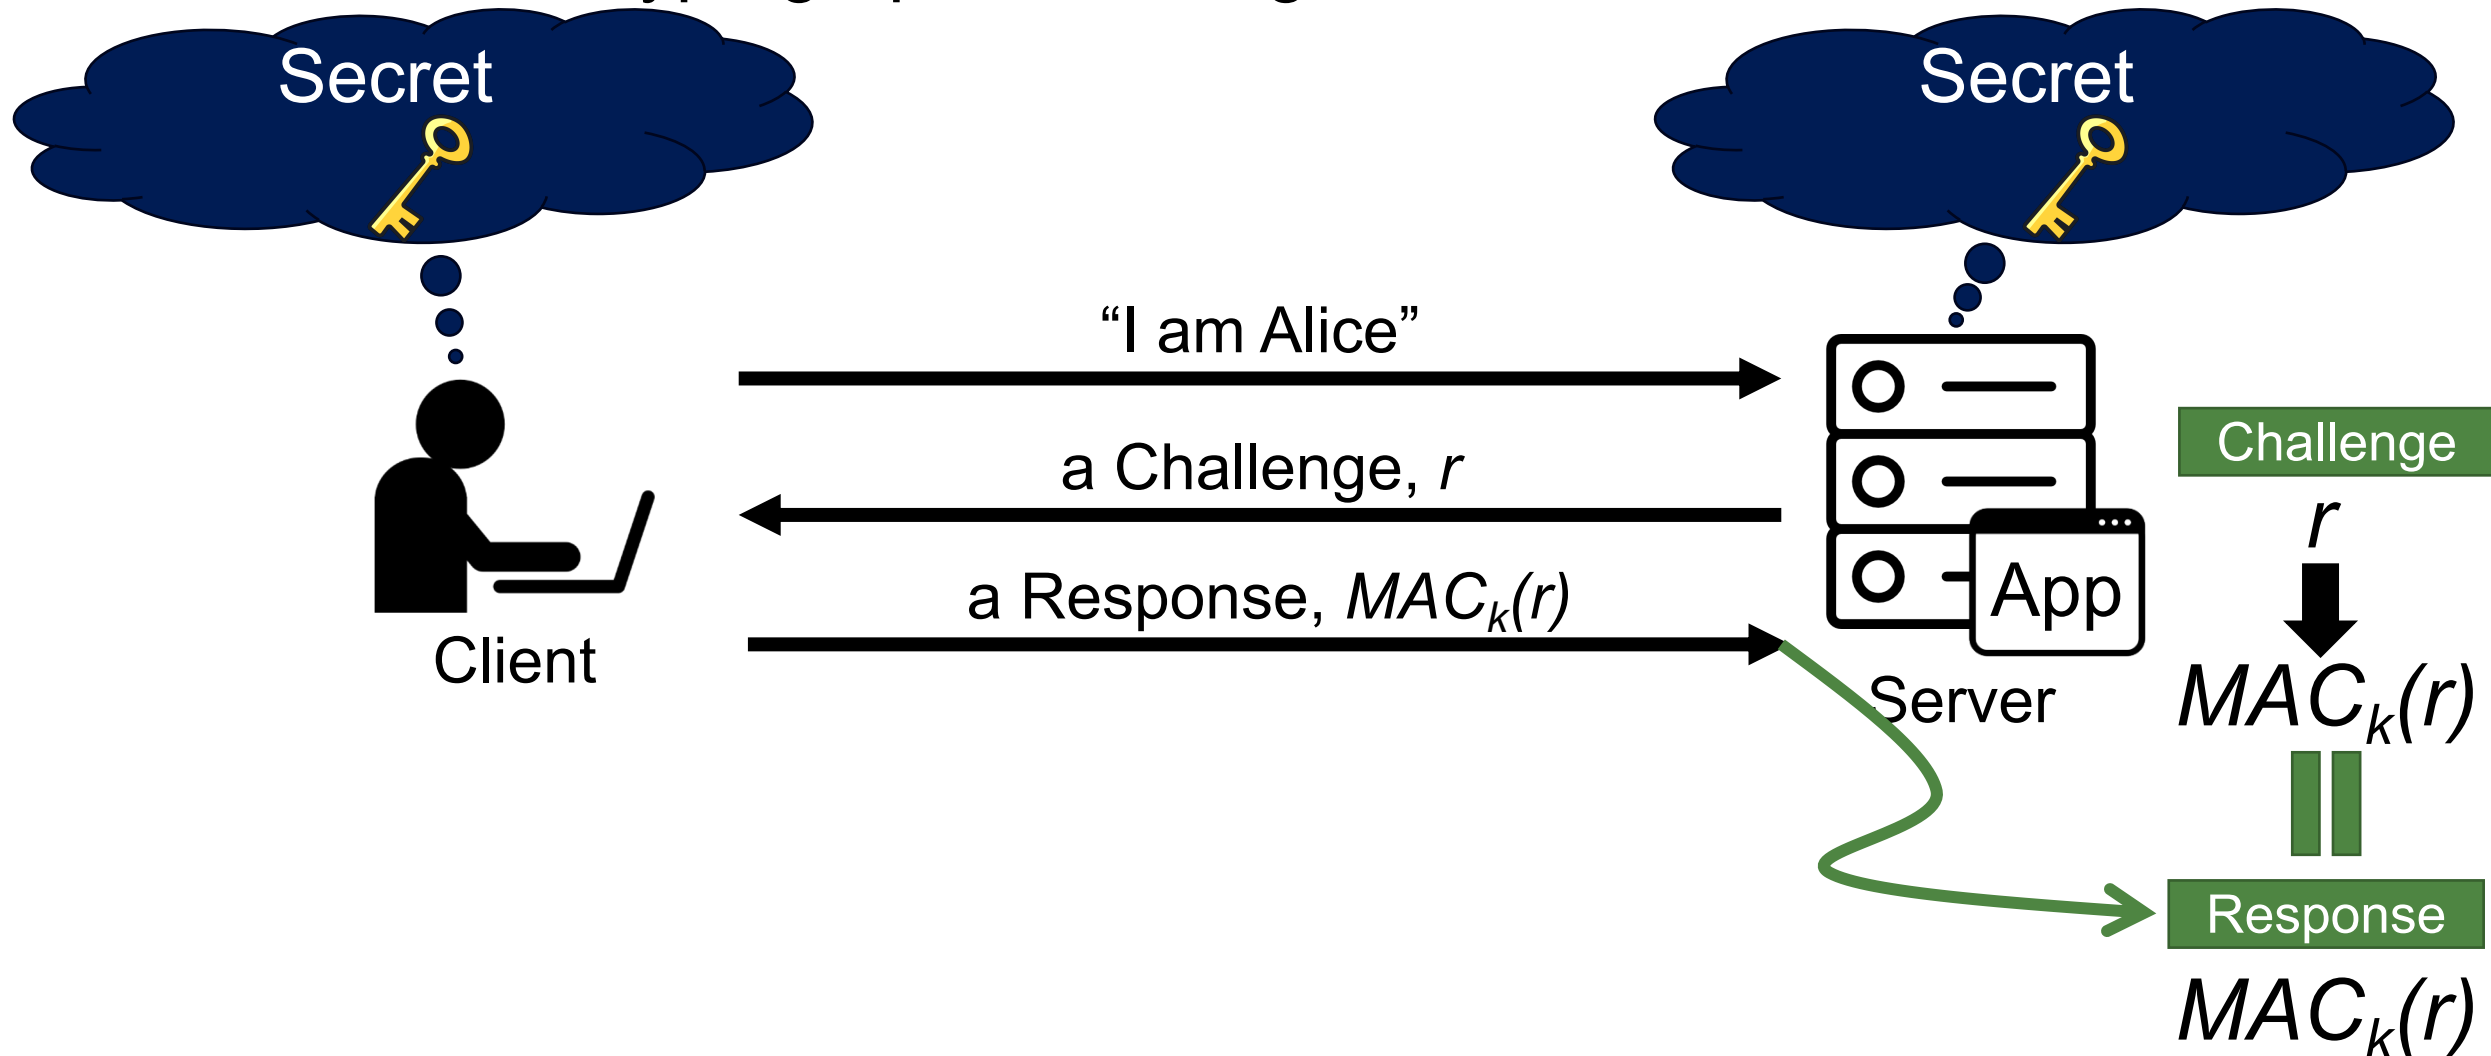 Secret
Secret
“I am Alice”
a Challenge, r
a Response, MACk(r)
Client
App
Server
Challenge
r
MACk(r)
Response
MACk(r)